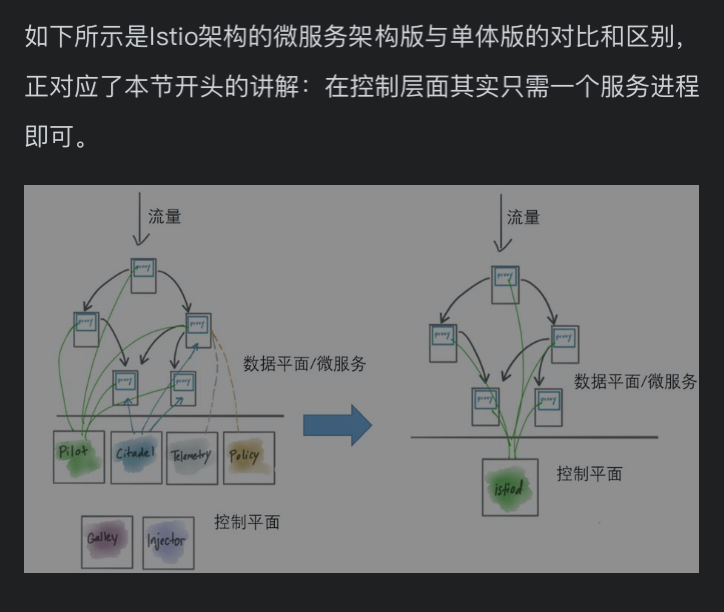 如下所示是Istio架构的微服务架构版与单体版的对比和区别，
正对应了本节开头的讲解：在控制层面其实只需一个服务进程
即可。
流量
proxy
proxy
proxy
proxy
proxy
数据平面/微服务
Pilot
Citadel
Telemetry
Policy
控制平面
Galley
Injector
流量
proxy
proxy
proxy
proxy
proxy
数据平面/微服务
控制平面
istiod